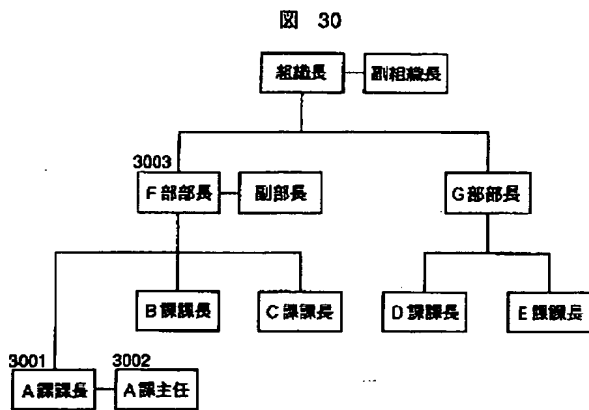 図 30
組織長
副組織長
3003
F部部長
副部長
G部部長
B課課長
C課課長
D課課長
E課課長
3001
3002
A課課長
A課主任